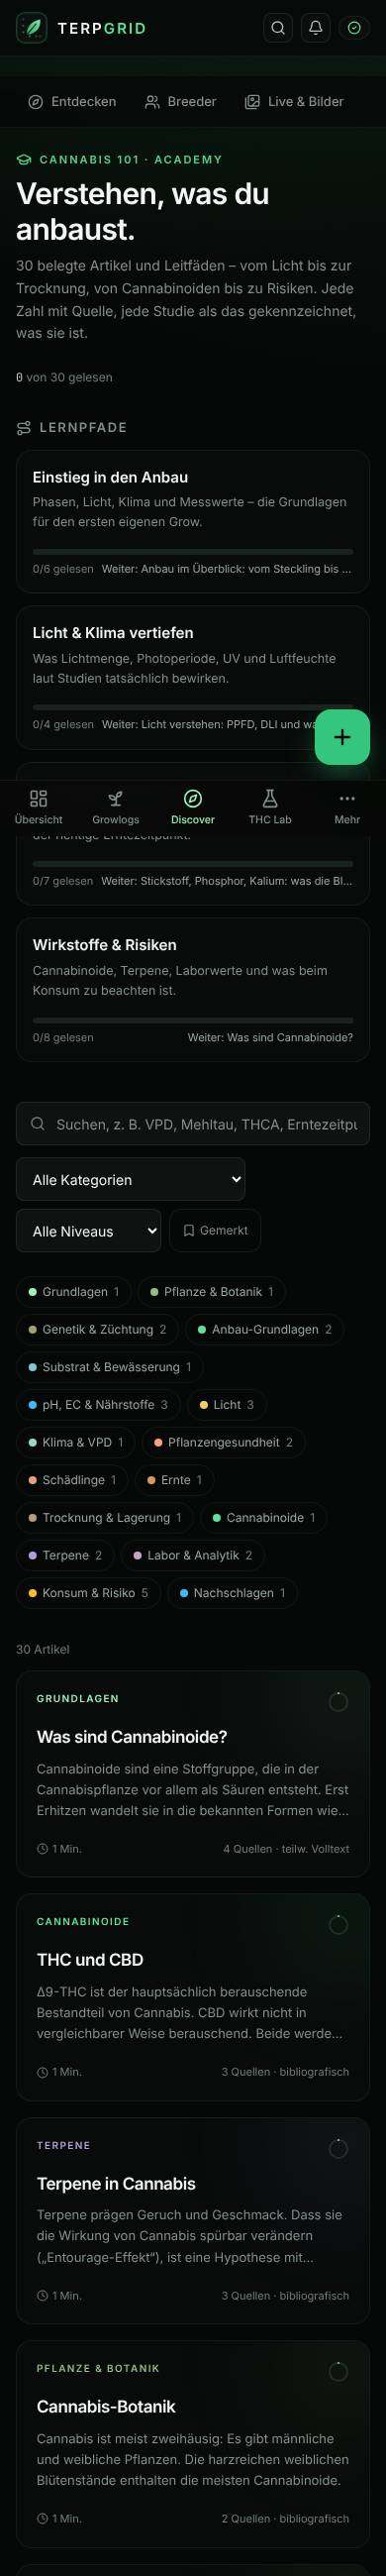 TERPGRID
Entdecken
Breeder
Live & Bilder
CANNABIS 101 · ACADEMY
Verstehen, was du
anbaust.
30 belegte Artikel und Leitfäden – vom Licht bis zur
Trocknung, von Cannabinoiden bis zu Risiken. Jede
Zahl mit Quelle, jede Studie als das gekennzeichnet,
was sie ist.
0 von 30 gelesen
LERNPFADE
Einstieg in den Anbau
Phasen, Licht, Klima und Messwerte – die Grundlagen
für den ersten eigenen Grow.
0/6 gelesen Weiter: Anbau im Überblick: vom Steckling bis ...
Licht & Klima vertiefen
Was Lichtmenge, Photoperiode, UV und Luftfeuchte
laut Studien tatsächlich bewirken.
0/4 gelesen Weiter: Licht verstehen: PPFD, DLI und
Übersicht
Growlogs
Discover
THC Lab
Mehr
der richtige Erntezeitpunkt.
0/7 gelesen Weiter: Stickstoff, Phosphor, Kalium: was die Bl...
Wirkstoffe & Risiken
Cannabinoide, Terpene, Laborwerte und was beim
Konsum zu beachten ist.
0/8 gelesen Weiter: Was sind Cannabinoide?
Suchen, z. B. VPD, Mehltau, THCA, Erntezeitpu
Alle Kategorien
Alle Niveaus
Gemerkt
Grundlagen 1
Pflanze & Botanik 1
Genetik & Züchtung 2
Anbau-Grundlagen 2
Substrat & Bewässerung 1
pH, EC & Nährstoffe 3
Licht 3
Klima & VPD 1
Pflanzengesundheit 2
Schädlinge 1
Ernte 1
Trocknung & Lagerung 1
Cannabinoide 1
Terpene 2
Labor & Analytik 2
Konsum & Risiko 5
Nachschlagen 1
30 Artikel
GRUNDLAGEN
Was sind Cannabinoide?
Cannabinoide sind eine Stoffgruppe, die in der
Cannabispflanze vor allem als Säuren entsteht. Erst
Erhitzen wandelt sie in die bekannten Formen wie...
1 Min.
4 Quellen · teilw. Volltext
CANNABINOIDE
THC und CBD
Δ9-THC ist der hauptsächlich berauschende
Bestandteil von Cannabis. CBD wirkt nicht in
vergleichbarer Weise berauschend. Beide werde...
1 Min.
3 Quellen · bibliografisch
TERPENE
Terpene in Cannabis
Terpene prägen Geruch und Geschmack. Dass sie
die Wirkung von Cannabis spürbar verändern
(„Entourage-Effekt“), ist eine Hypothese mit...
1 Min.
3 Quellen · bibliografisch
PFLANZE & BOTANIK
Cannabis-Botanik
Cannabis ist meist zweihäusig: Es gibt männliche
und weibliche Pflanzen. Die harzreichen weiblichen
Blütenstände enthalten die meisten Cannabinoide.
1 Min.
2 Quellen · bibliografisch